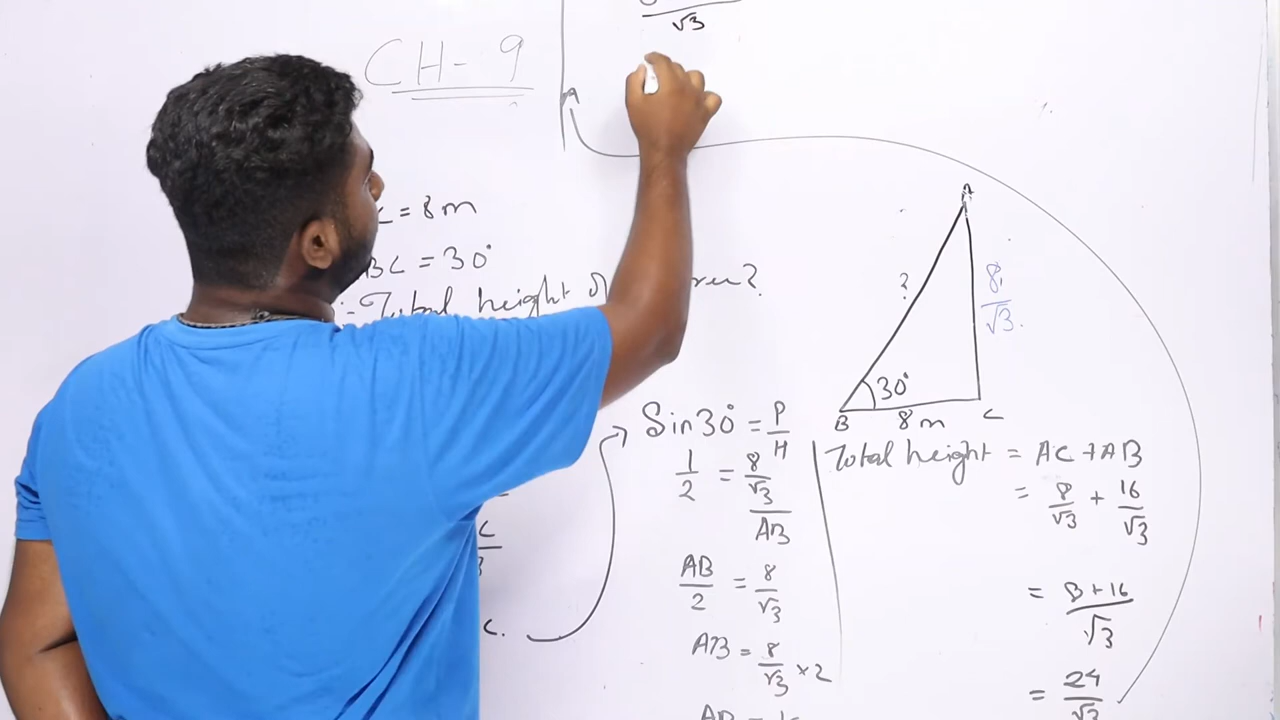 CH - 9
√3
C = 8m
BC = 30°
Total height
?
A
?
8
√3
30°
B
8m
C
Sin30° = P/H
1/2 = 8/√3/AB
AB/2 = 8/√3
AB = 8/√3 × 2
AB =
C.
Total height = AC + AB
= 8/√3 + 16/√3
= 8 + 16/√3
= 24/√3